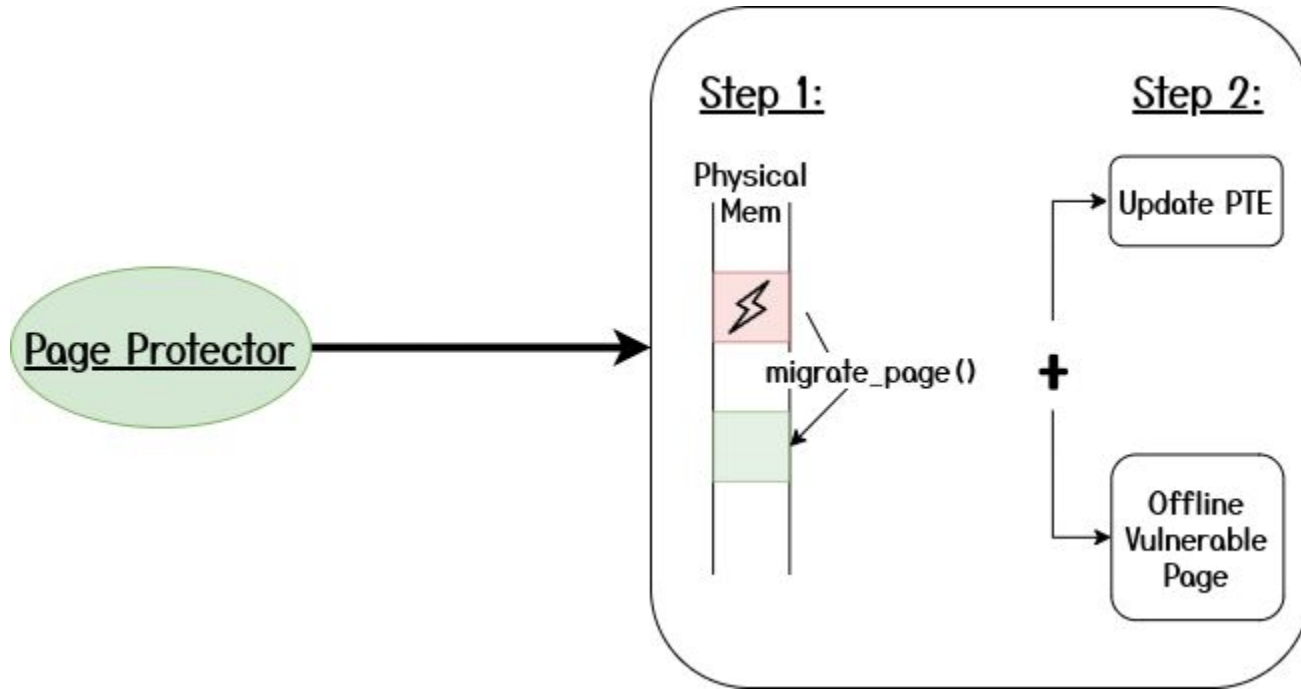 Page Protector
Step 1:
Physical
Mem
migrate_page()
+
Step 2:
Update PTE
Offline
Vulnerable
Page